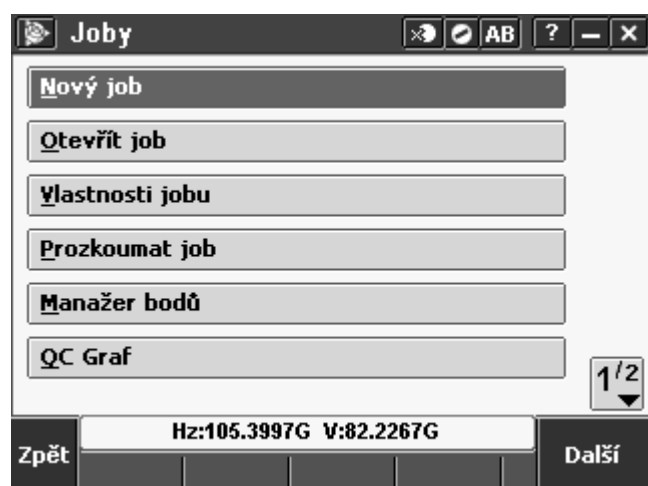 Joby AB ? — X
Nový job
Otevřít job
Vlastnosti jobu
Prozkoumat job
Manažer bodů
QC Graf
1/2
Hz:105.3997G V:82.2267G
Zpět Další